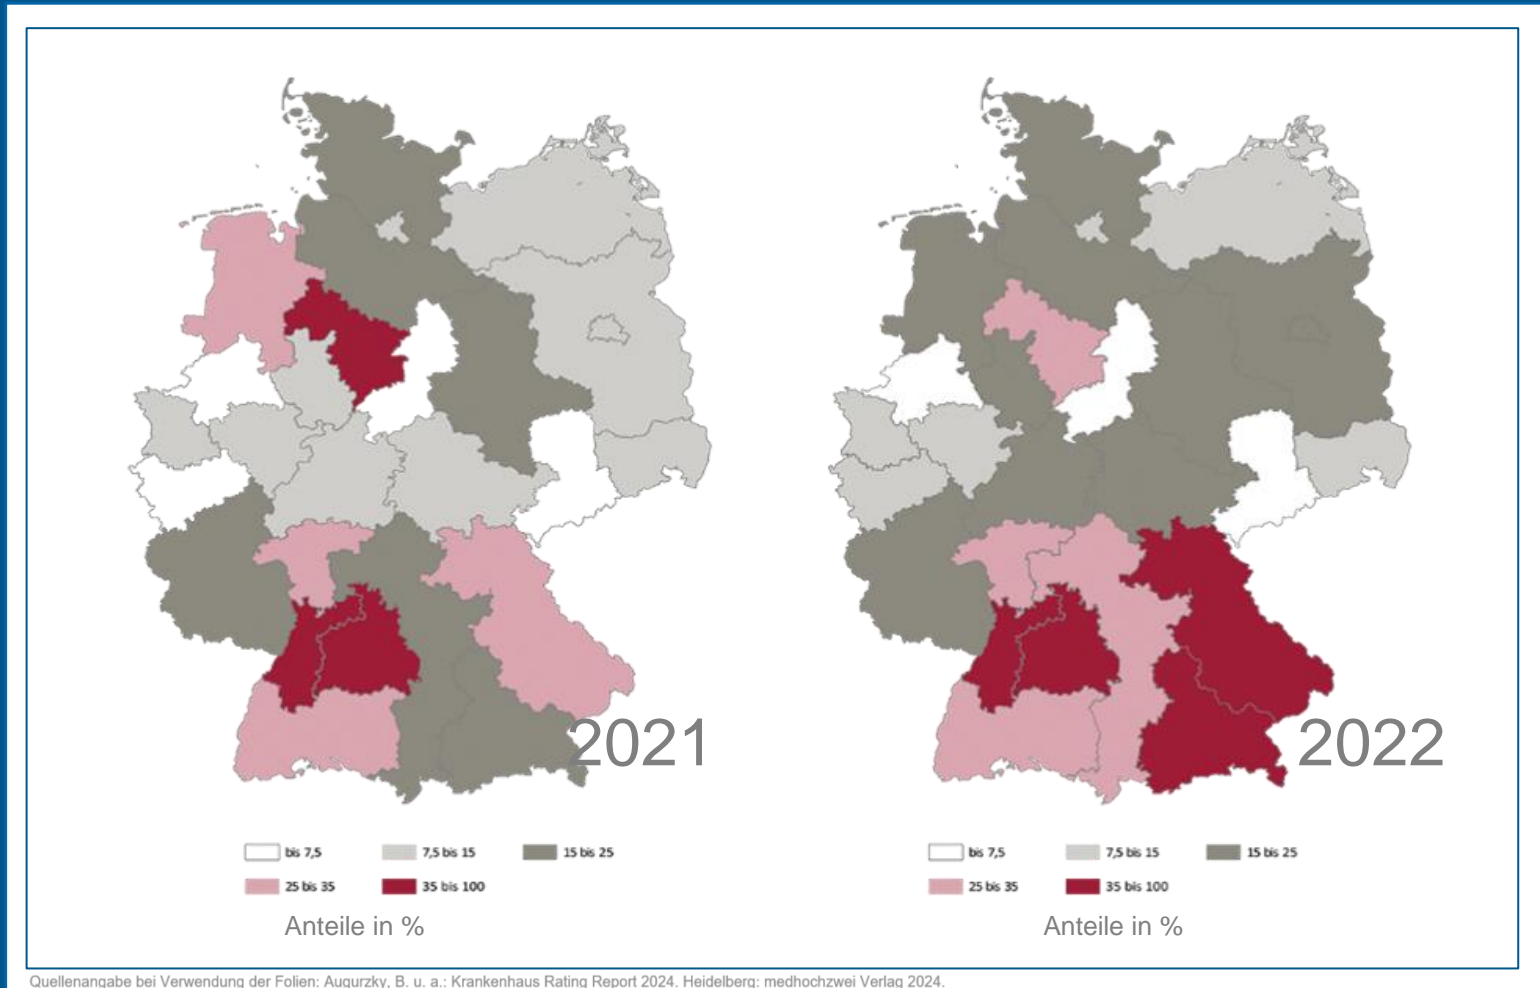 2021
2022
bis 7,5
7,5 bis 15
15 bis 25
25 bis 35
35 bis 100
Anteile in %
bis 7,5
7,5 bis 15
15 bis 25
25 bis 35
35 bis 100
Anteile in %
Quellenangabe bei Verwendung der Folien: Augurzky, B. u. a.: Krankenhaus Rating Report 2024. Heidelberg: medhochzwei Verlag 2024.